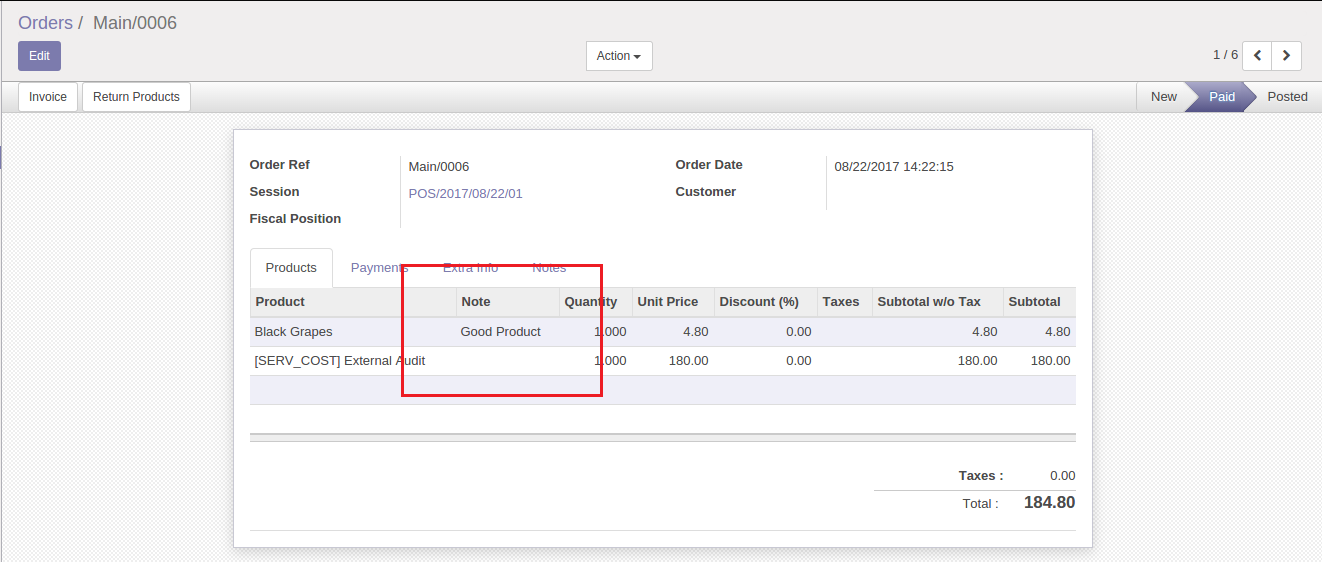 Orders / Main/0006
Edit Action 1 / 6
Invoice Return Products New Paid Posted
Order Ref Main/0006 Order Date 08/22/2017 14:22:15
Session POS/2017/08/22/01 Customer
Fiscal Position
Products Payments Extra Info Notes
Product Note Quantity Unit Price Discount (%) Taxes Subtotal w/o Tax Subtotal
Black Grapes Good Product 1.000 4.80 0.00 4.80 4.80
[SERV_COST] External Audit 1.000 180.00 0.00 180.00 180.00
Taxes : 0.00
Total : 184.80